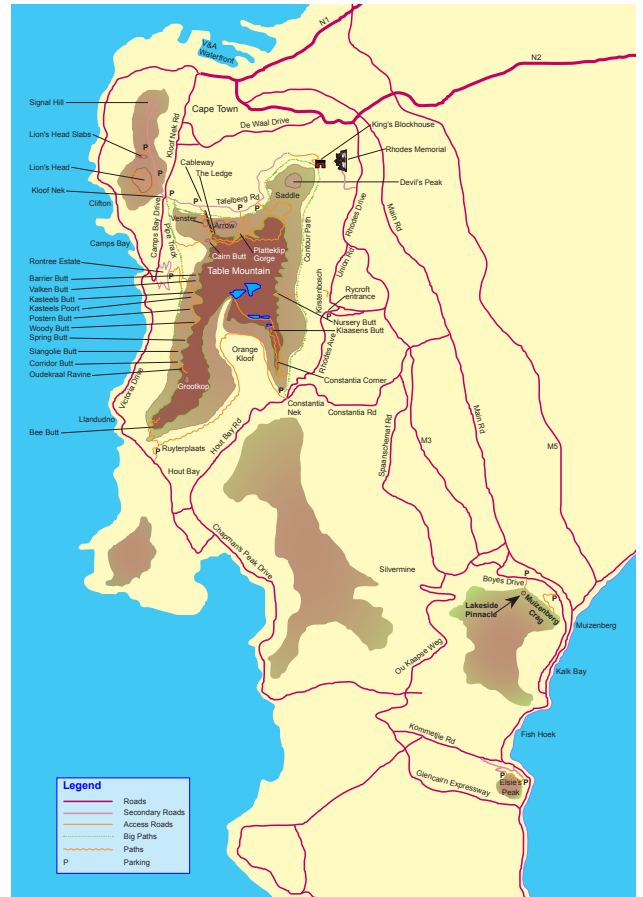 N1
V&A
Waterfront
N2
Signal Hill
Cape Town
Kloof Nek Rd
De Waal Drive
King's Blockhouse
Lion's Head Slabs
Rhodes Memorial
Cableway
The Ledge
Lion's Head
P
P
Devil's Peak
Kloof Nek
P
P
Tafelberg Rd
P
P
Saddle
Clifton
Venster
Arrow
Camps Bay Drive
Pipe Track
Contour Path
Rhodes Drive
Main Rd
Camps Bay
Cairn Butt
Platteklip
Gorge
Union Rd
Rontree Estate
P
Table Mountain
Kirstenbosch
Barrier Butt
Valken Butt
Rycroft
entrance
Kasteels Butt
Kasteels Poort
Postern Butt
P
Nursery Butt
Woody Butt
Klaasens Butt
Spring Butt
Slangolie Butt
Orange
Kloof
Rhodes Ave
Corridor Butt
Oudekraal Ravine
Victoria Drive
Grootkop
Constantia Corner
P
Constantia
Nek
Constantia Rd
Llandudno
Bee Butt
Hout Bay Rd
Spaanschemat Rd
M3
Main Rd
M5
Ruyterplaats
P
Hout Bay
Chapman's Peak Drive
Silvermine
P
Boyes Drive
P
Lakeside
Pinnacle
Muizenberg
Crag
Muizenberg
Ou Kaapse Weg
Kalk Bay
Kommetjie Rd
Fish Hoek
Glencairn Expressway
P
P
Elsie's
Peak
Legend
Roads
Secondary Roads
Access Roads
Big Paths
Paths
P Parking